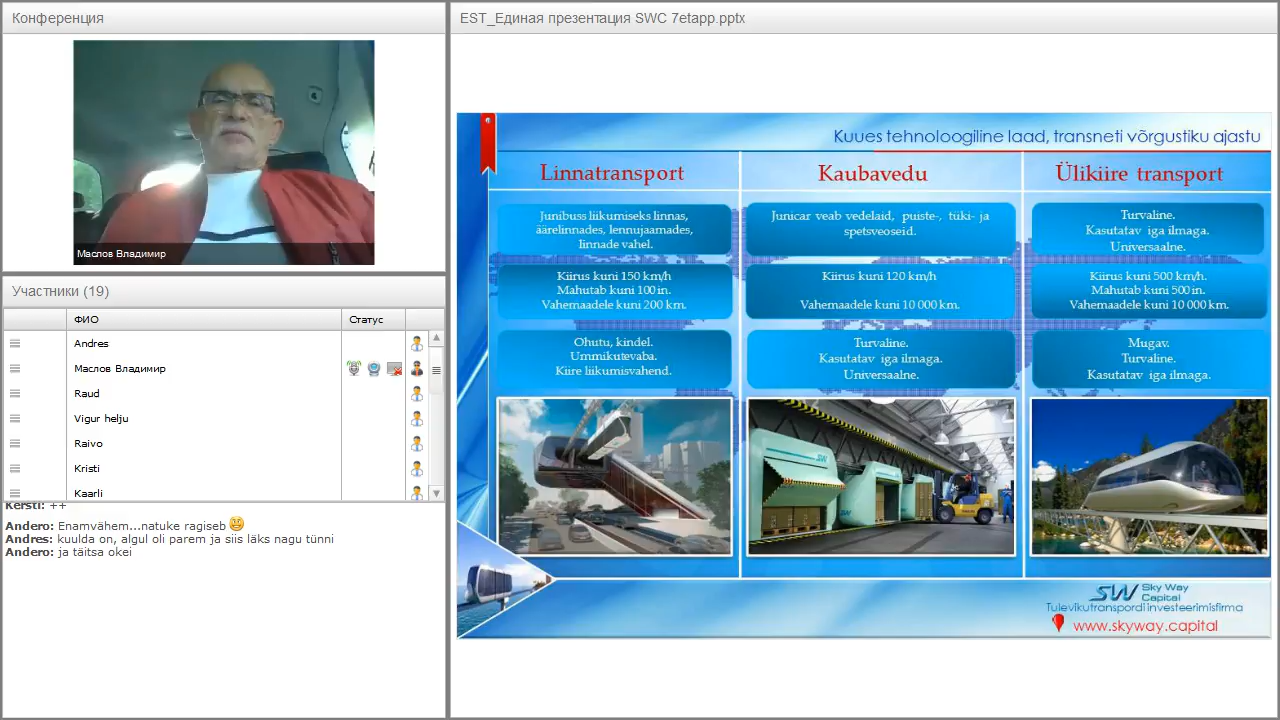 Конференция
Маслов Владимир
Участники (19)
ФИО
Статус
Andres
Маслов Владимир
Raud
Vigur helju
Raivo
Kristi
Kaarli
Kersti: ++
Andero: Enamvähem...natuke ragiseb
Andres: kuulda on, algul oli parem ja siis läks nagu tünni
Andero: ja täitsa okei
EST_Единая презентация SWC 7etapp.pptx
Kuues tehnoloogiline laad, transneti võrgustiku ajastu
Linnatransport
Junibuss liikumiseks linnas,
äärelinnades, lennujaamades,
linnade vahel.
Kiirus kuni 150 km/h
Mahutab kuni 100 in.
Vahemaadele kuni 200 km.
Ohutu, kindel.
Ummikutevaba.
Kiire liikumisvahend.
Kaubavedu
Junicar veab vedelaid, puiste-, tüki- ja
spetsveoseid.
Kiirus kuni 120 km/h
Vahemaadele kuni 10 000 km.
Turvaline.
Kasutatav iga ilmaga.
Universaalne.
Ülikiire transport
Turvaline.
Kasutatav iga ilmaga.
Universaalne.
Kiirus kuni 500 km/h.
Mahutab kuni 500 in.
Vahemaadele kuni 10 000 km.
Mugav.
Turvaline.
Kasutatav iga ilmaga.
SW
SW Sky Way
Capital
Tulevikutranspordi investeerimisfirma
www.skyway.capital